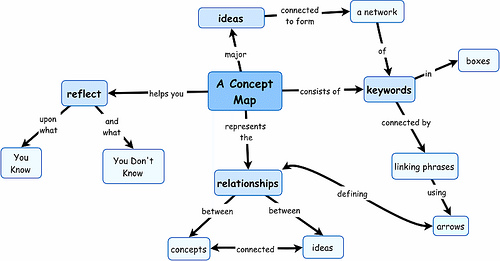 ideas
connected
to form
a network
major
of
in
boxes
reflect
helps you
A Concept
Map
consists of
keywords
upon
what
and
what
represents
the
connected by
You
Know
You Don't
Know
linking phrases
relationships
using
defining
between
between
arrows
concepts
connected
ideas